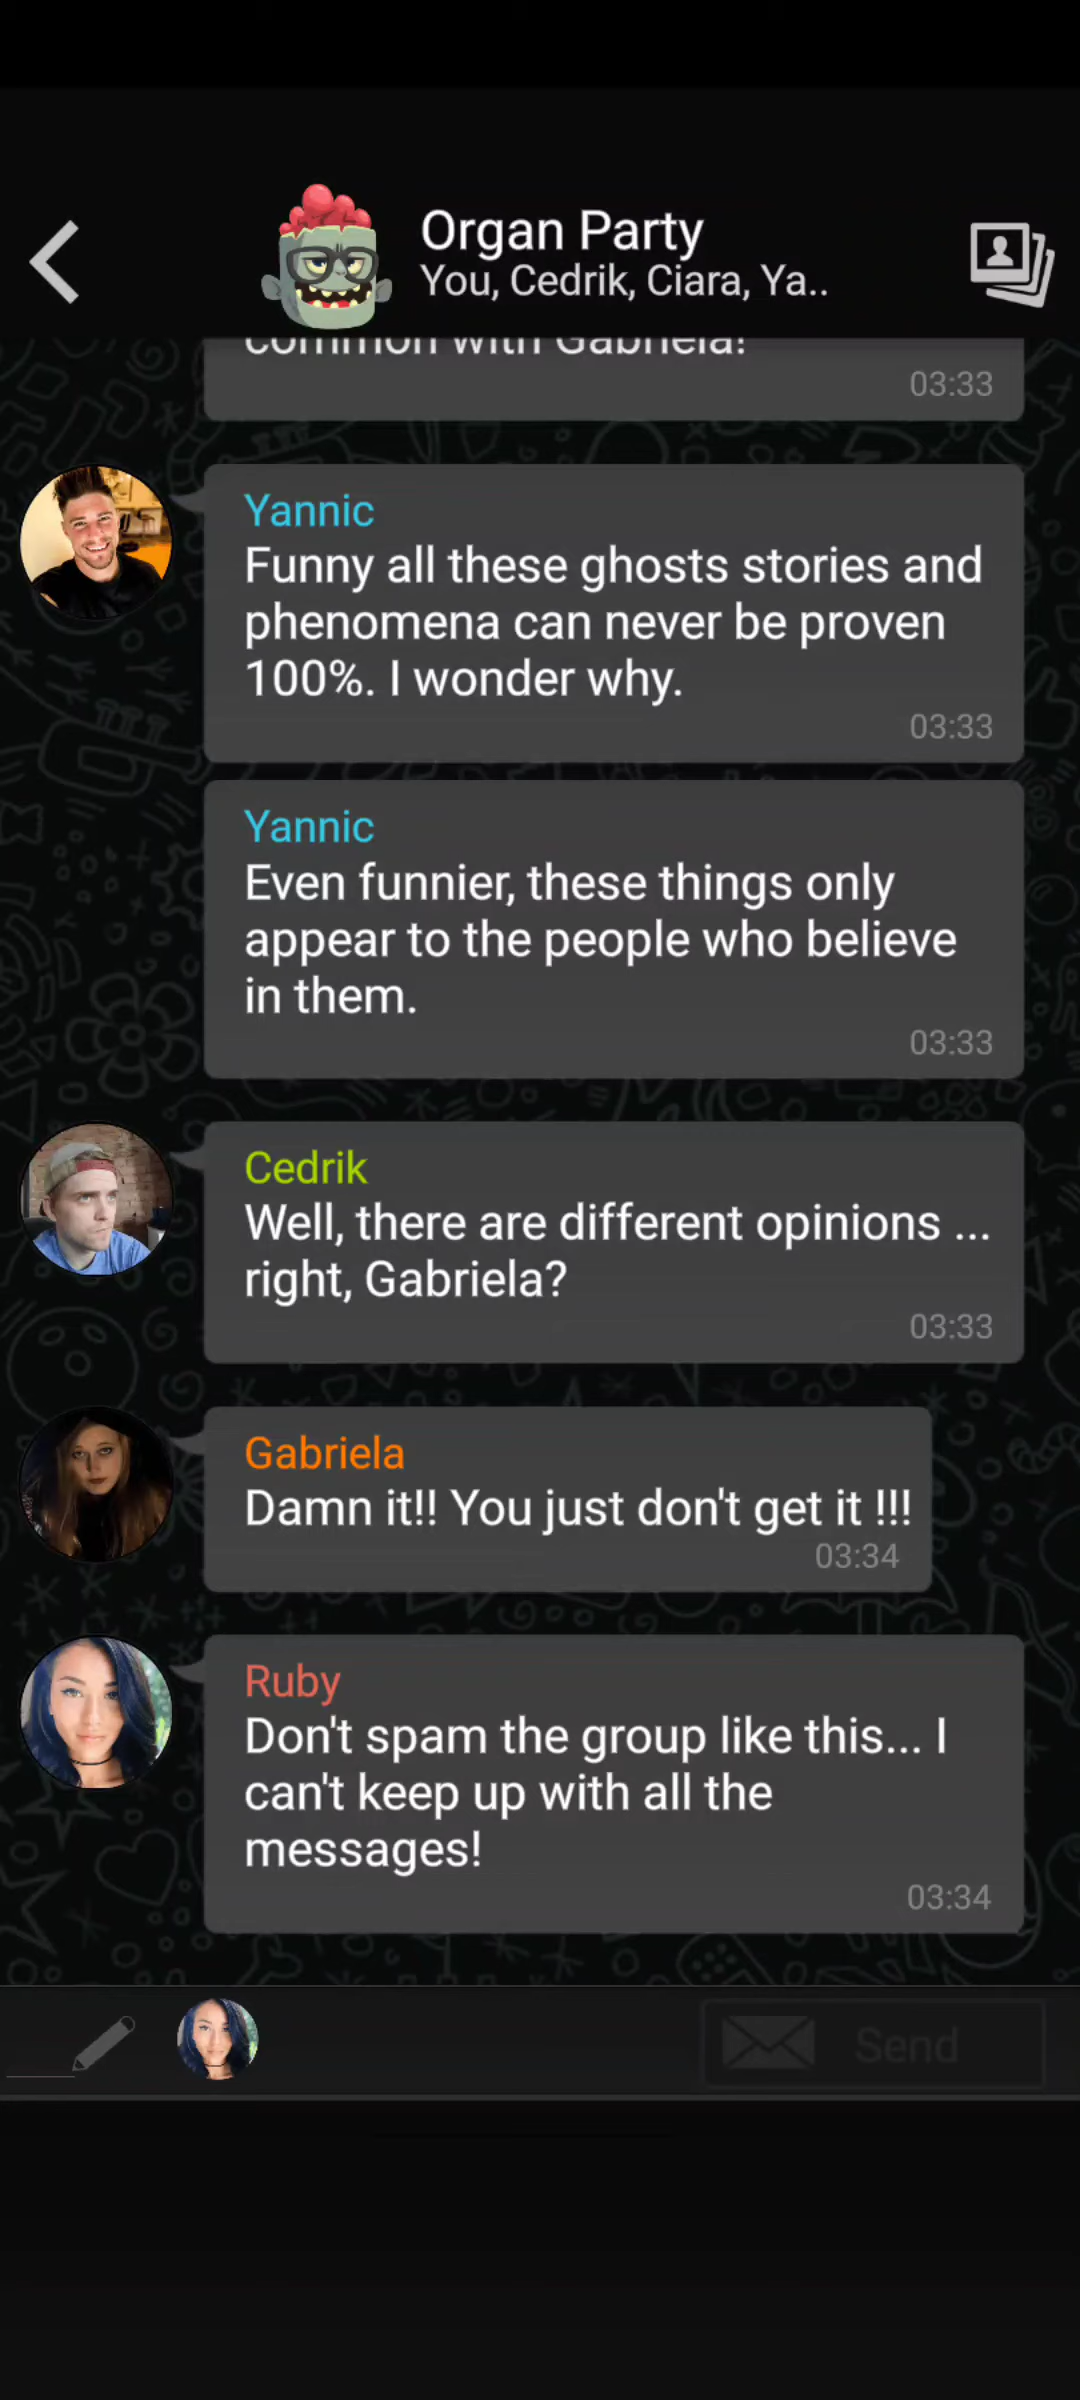 Organ Party
You, Cedrik, Ciara, Ya..
common with Gabriela!
03:33
Yannic
Funny all these ghosts stories and
phenomena can never be proven
100%. I wonder why.
03:33
Yannic
Even funnier, these things only
appear to the people who believe
in them.
03:33
Cedrik
Well, there are different opinions ...
right, Gabriela?
03:33
Gabriela
Damn it!! You just don't get it !!!
03:34
Ruby
Don't spam the group like this... I
can't keep up with all the
messages!
03:34
Send